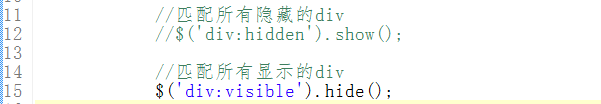 11 //匹配所有隐藏的div
12 //$('div:hidden').show();
13
14 //匹配所有显示的div
15 $('div:visible').hide();